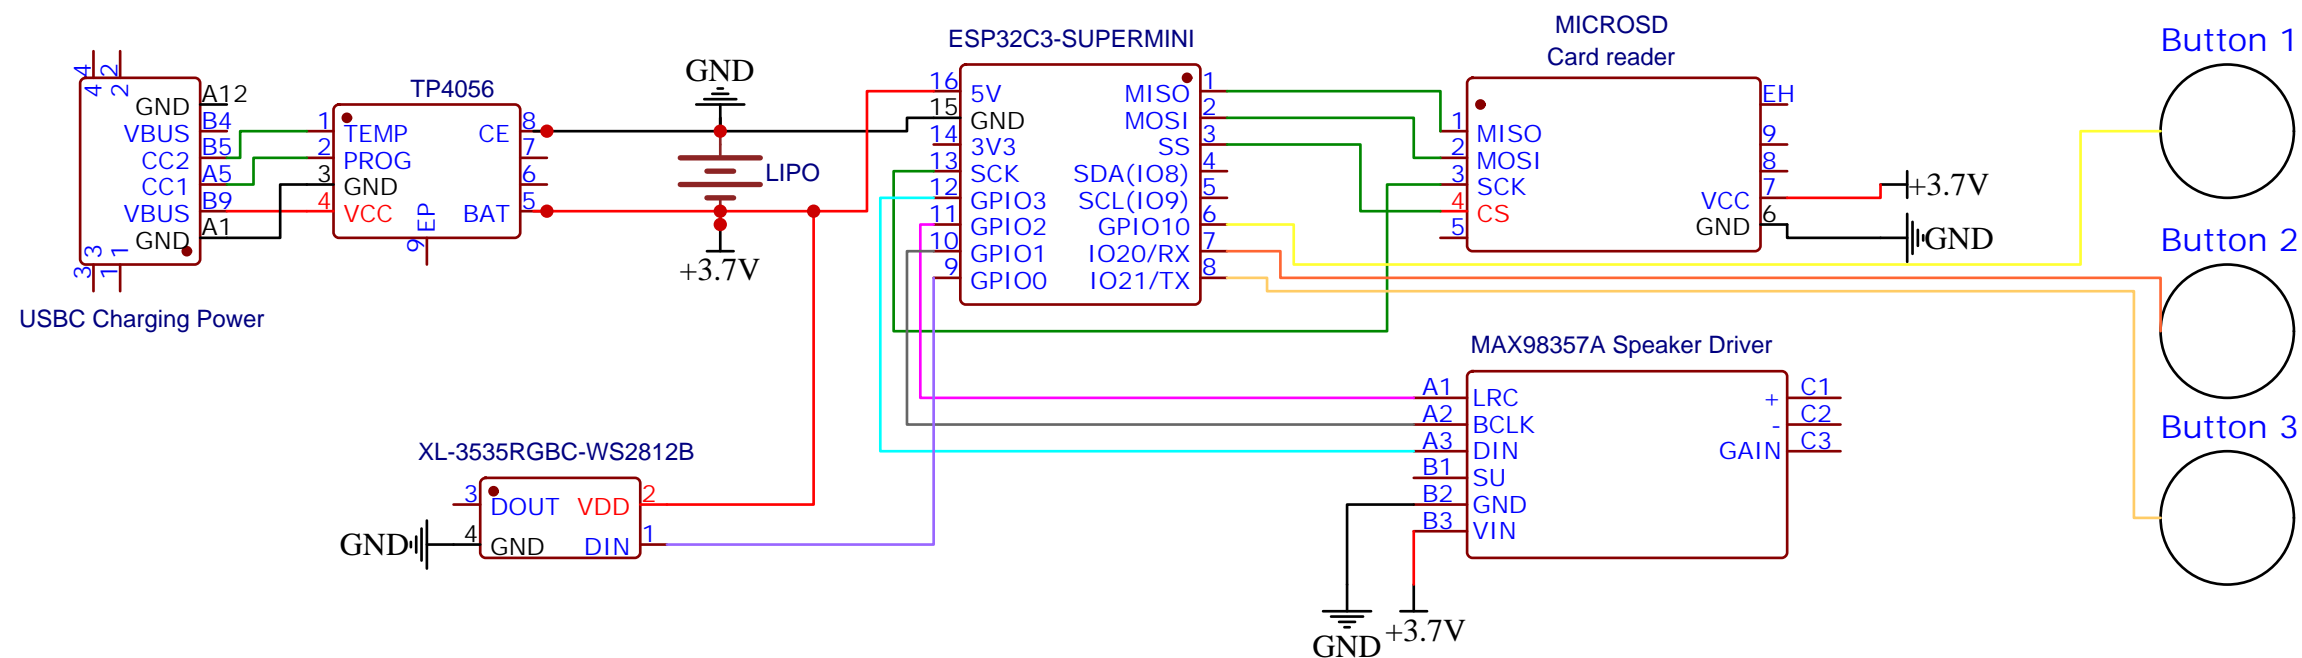 USBC Charging Power
4
4
2
2
GND A12
VBUS B4
CC2 B5
CC1 A5
VBUS B9
GND A1
3
3
1
1
TP4056
1 TEMP CE 8
2 PROG 7
3 GND 6
4 VCC BAT 5
EP
9
GND
LIPO
+3.7V
ESP32C3-SUPERMINI
16 5V MISO 1
15 GND MOSI 2
14 3V3 SS 3
13 SCK SDA(IO8) 4
12 GPIO3 SCL(IO9) 5
11 GPIO2 GPIO10 6
10 GPIO1 IO20/RX 7
9 GPIO0 IO21/TX 8
MICROSD
Card reader
EH
1 MISO 9
2 MOSI 8
3 SCK VCC 7
4 CS GND 6
5
+3.7V
GND
Button 1
Button 2
Button 3
XL-3535RGBC-WS2812B
3 DOUT VDD 2
GND 4 GND DIN 1
MAX98357A Speaker Driver
A1 LRC + C1
A2 BCLK - C2
A3 DIN GAIN C3
B1 SU
B2 GND
B3 VIN
GND
+3.7V